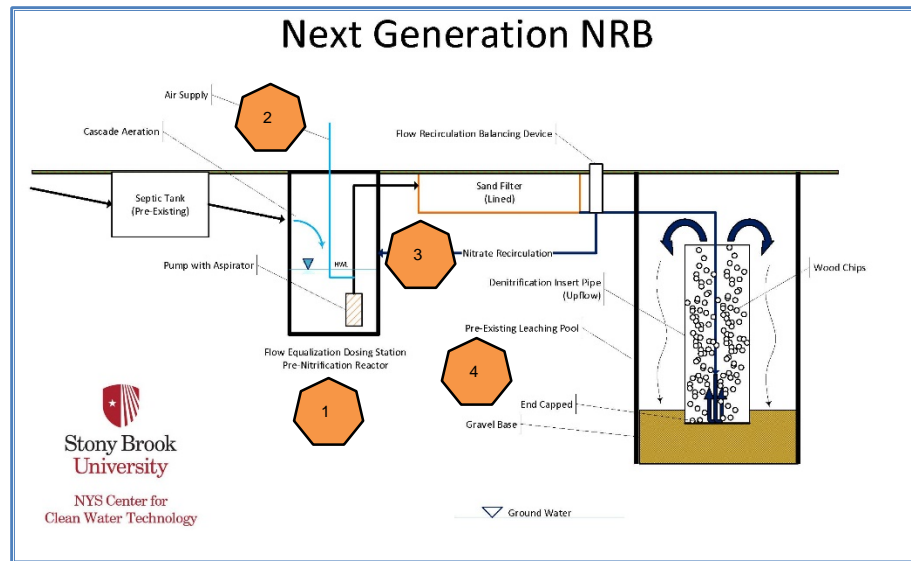 Next Generation NRB
Air Supply
2
Cascade Aeration
Flow Recirculation Balancing Device
Septic Tank
(Pre-Existing)
Sand Filter
(Lined)
3
Nitrate Recirculation
HWL
Pump with Aspirator
Wood Chips
Denitrification Insert Pipe
(Upflow)
Pre-Existing Leaching Pool
Flow Equalization Dosing Station
Pre-Nitrification Reactor
4
1
End Capped
Gravel Base
Stony Brook
University
NYS Center for
Clean Water Technology
Ground Water